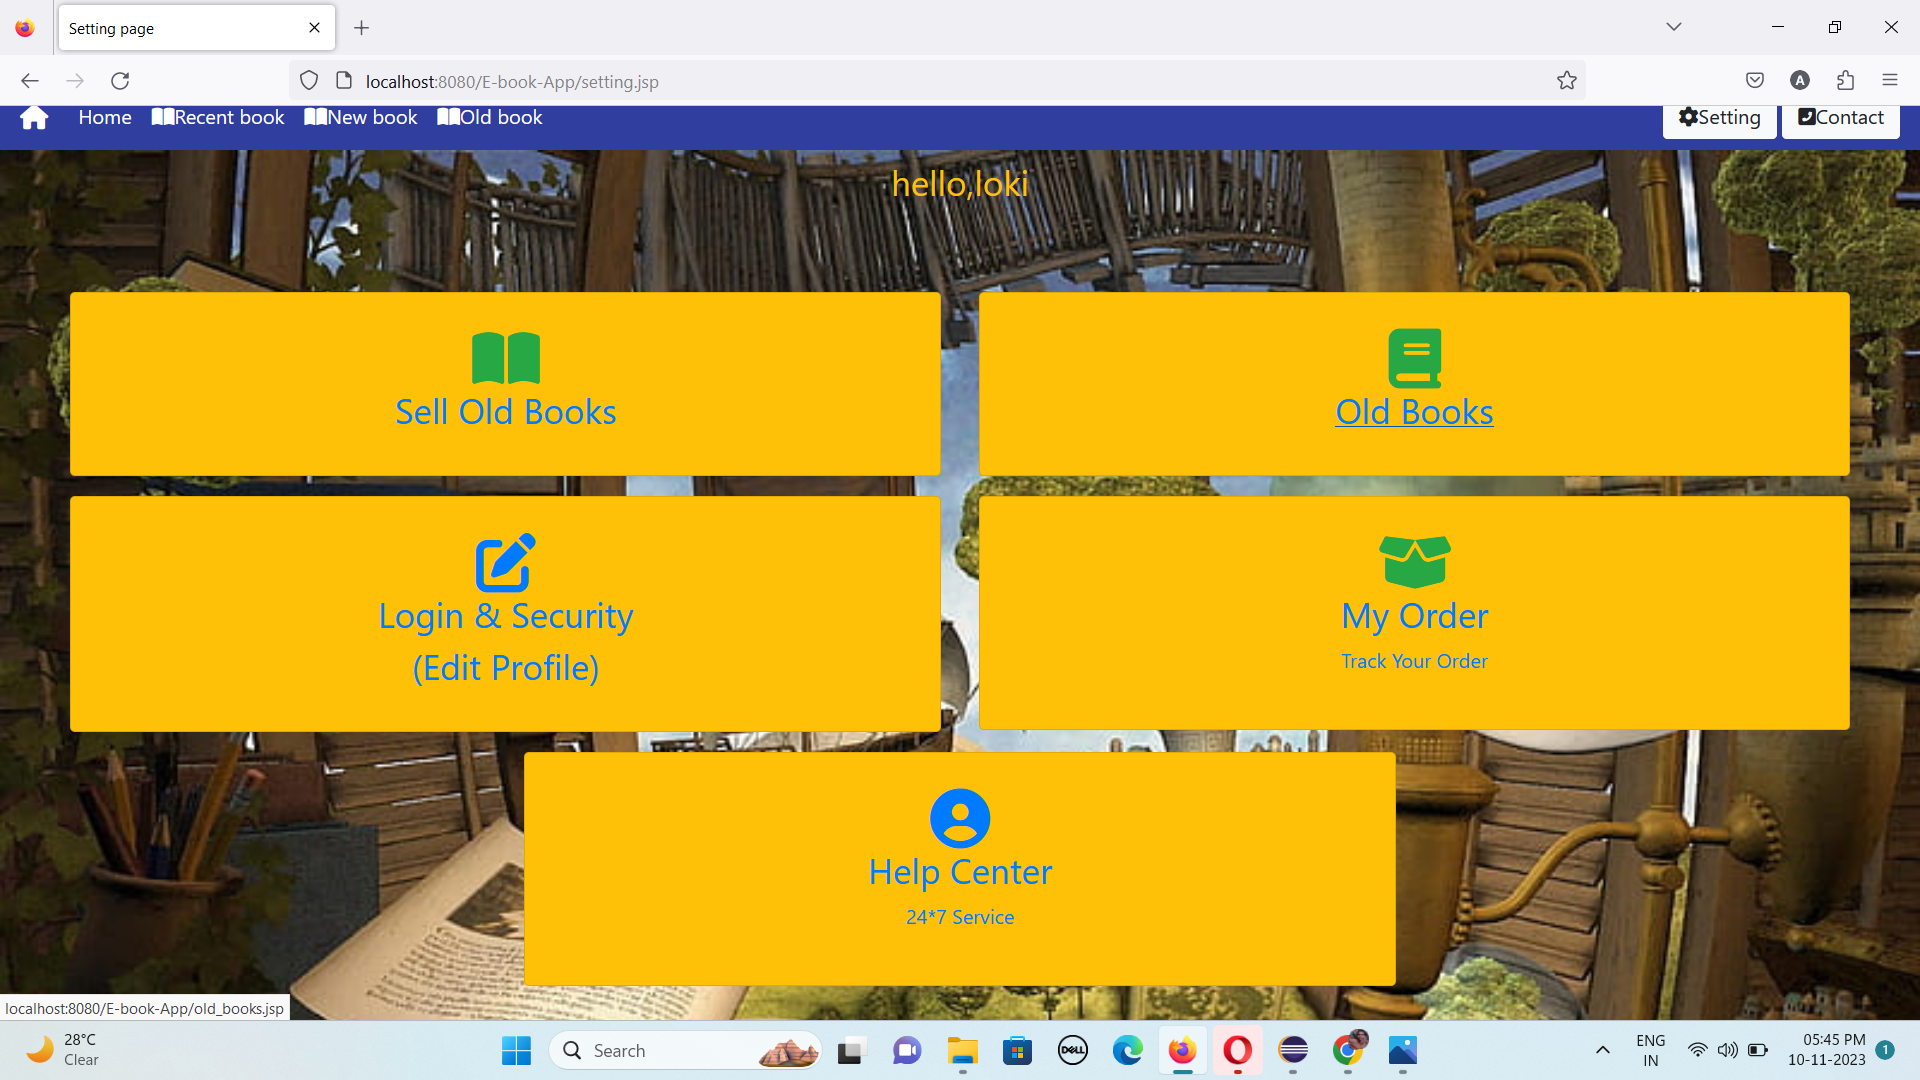 Setting page
localhost:8080/E-book-App/setting.jsp
A
Home Recent book New book Old book Setting Contact
hello,loki
Sell Old Books
Old Books
Login & Security
(Edit Profile)
My Order
Track Your Order
Help Center
24*7 Service
localhost:8080/E-book-App/old_books.jsp
28°C
Clear
Search
DELL
ENG
IN
05:45 PM
10-11-2023
1